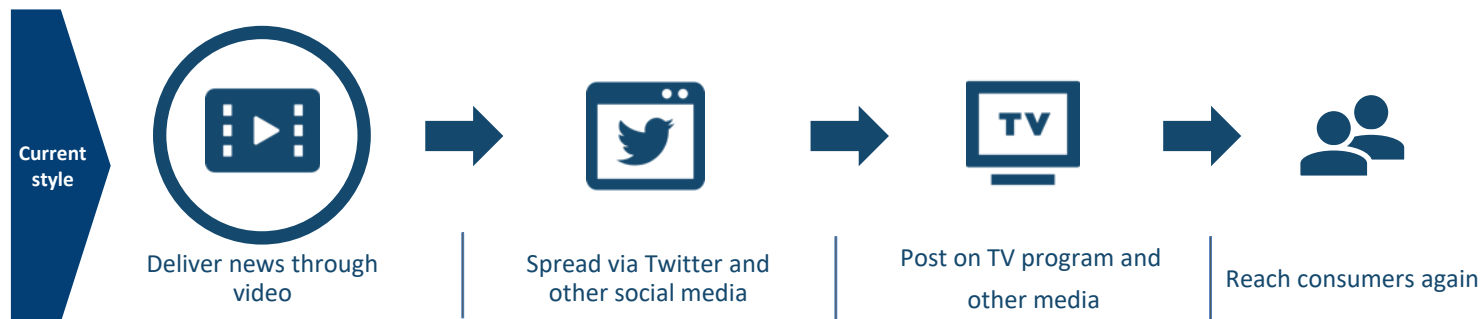 Current
style
TV
Deliver news through
video
Spread via Twitter and
other social media
Post on TV program and
other media
Reach consumers again